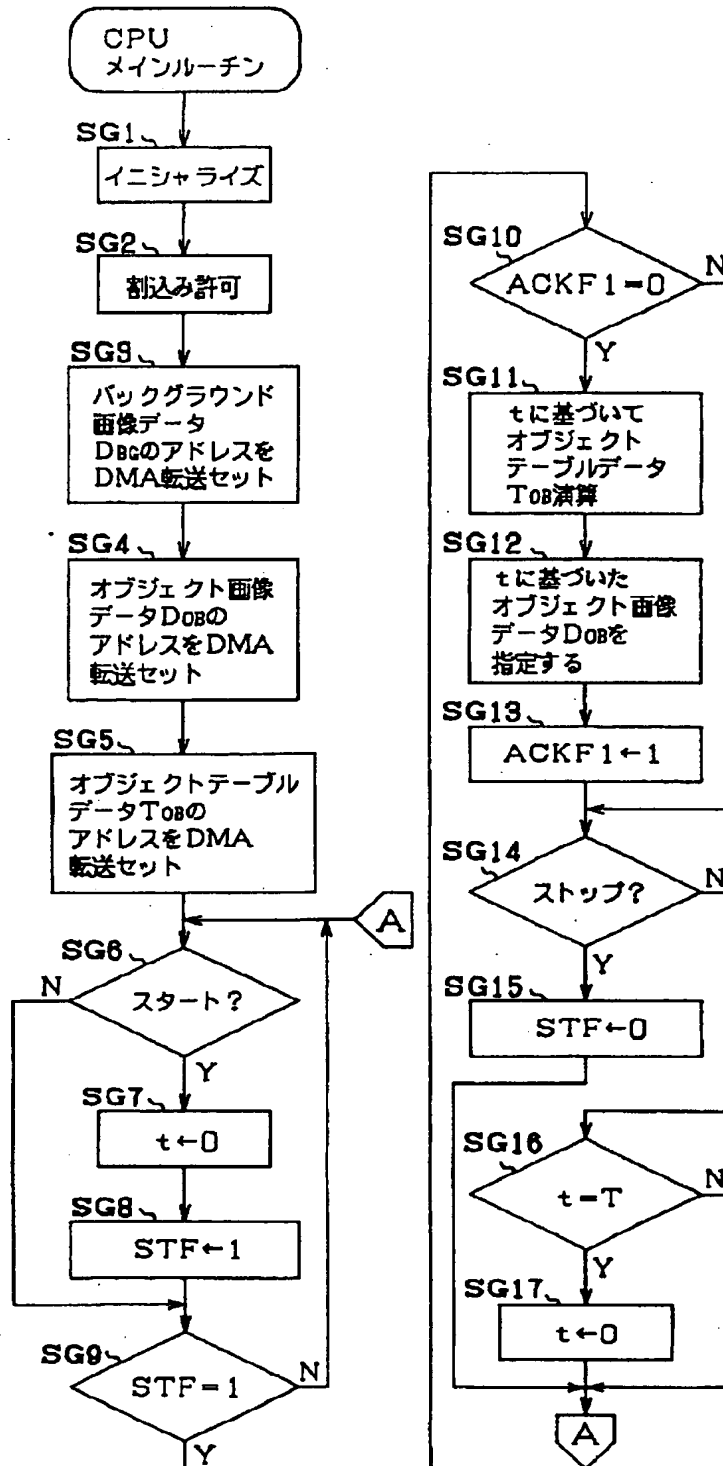 CPU
メインルーチン
SG1
イニシャライズ
SG2
割込み許可
SG3
バックグラウンド
画像データ
DBGのアドレスを
DMA転送セット
SG4
オブジェクト画像
データDOBの
アドレスをDMA
転送セット
SG5
オブジェクトテーブル
データTOBの
アドレスをDMA
転送セット
A
SG6
N
スタート?
Y
SG7
t←0
SG8
STF←1
SG9
N
STF=1
Y
SG10
N
ACKF1=0
Y
SG11
tに基づいて
オブジェクト
テーブルデータ
TOB演算
SG12
tに基づいた
オブジェクト画像
データDOBを
指定する
SG13
ACKF1←1
SG14
N
ストップ?
Y
SG15
STF←0
SG16
N
t=T
Y
SG17
t←0
A